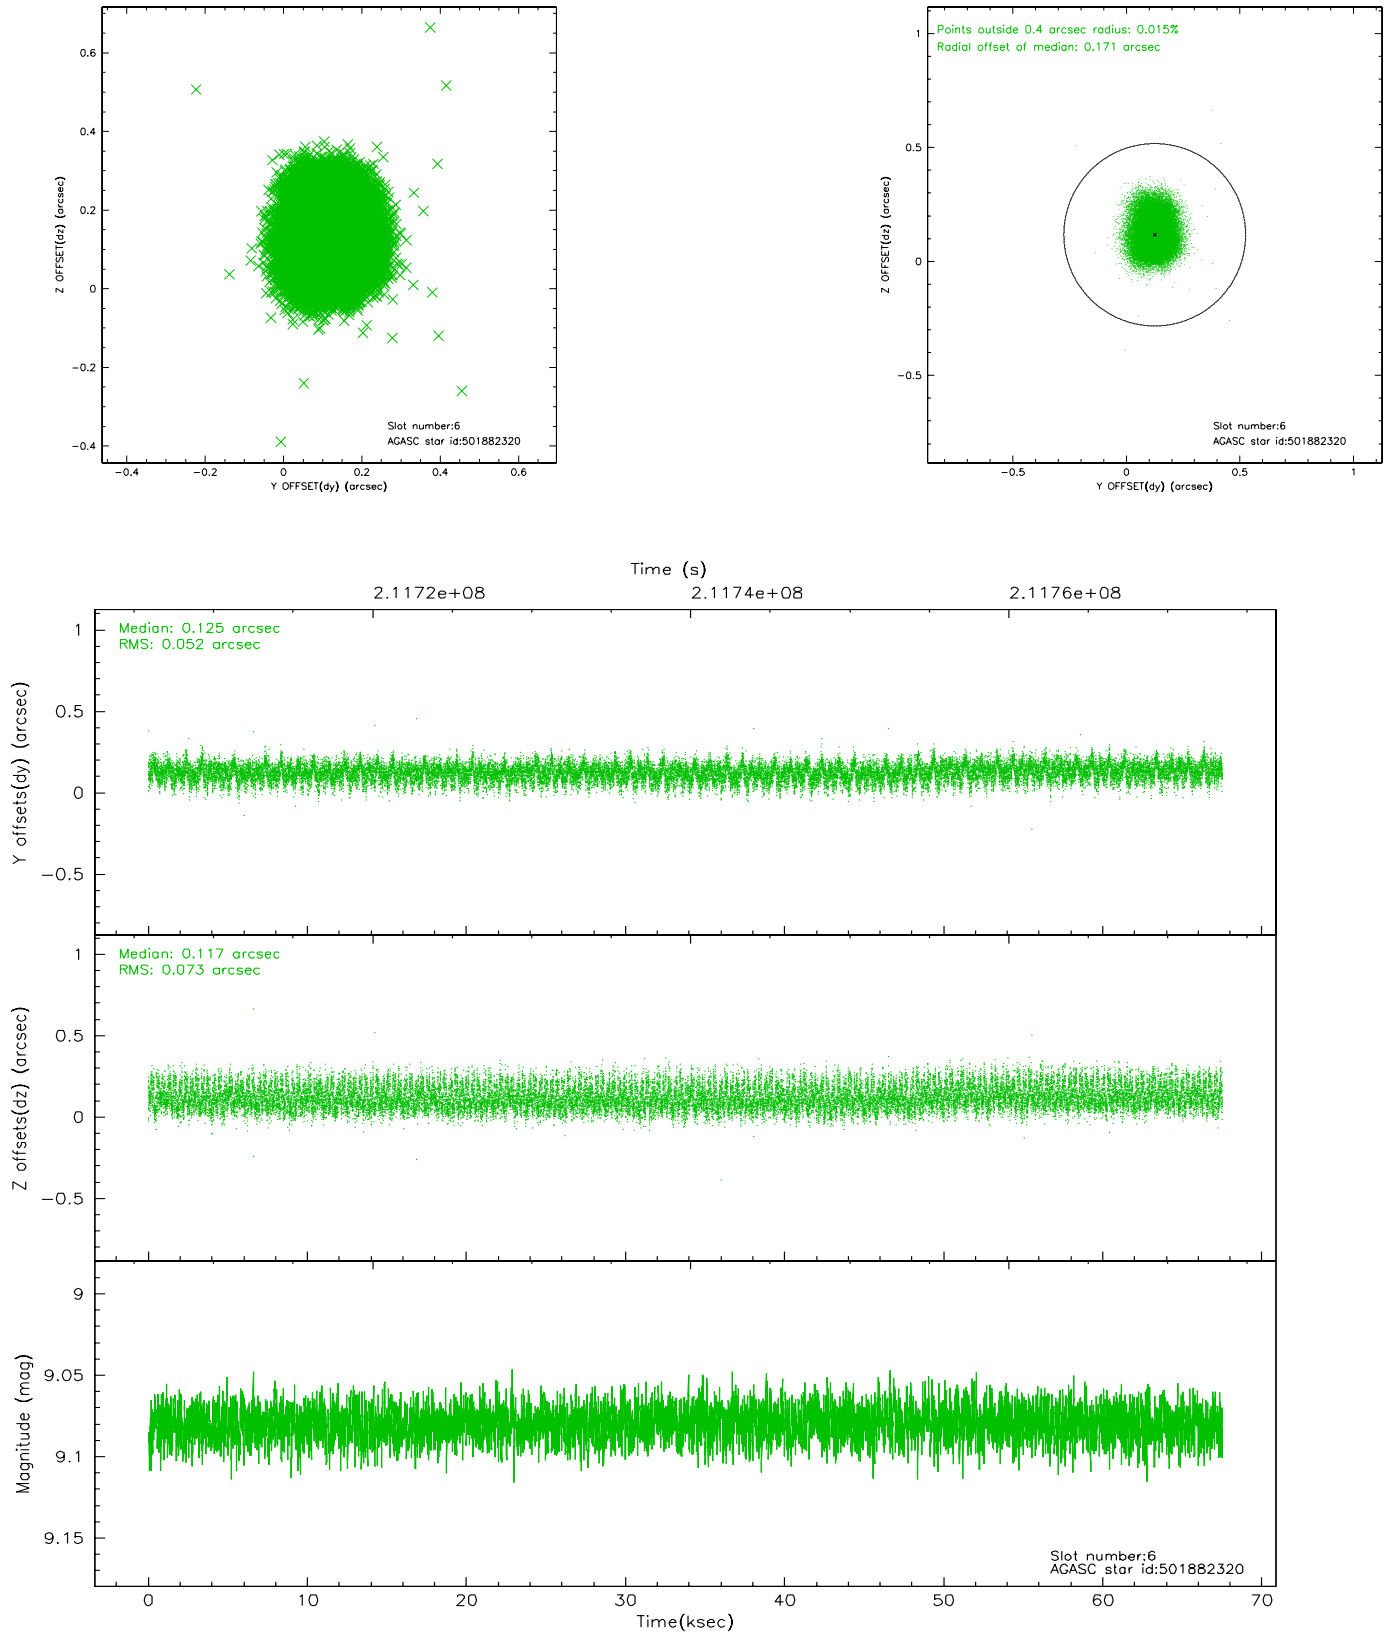 0.6
0.4
0.2
0
−0.2
−0.4
Z OFFSET(dz) (arcsec)
Slot number:6
AGASC star id:501882320
−0.4 −0.2 0 0.2 0.4 0.6
Y OFFSET(dy) (arcsec)
Points outside 0.4 arcsec radius: 0.015%
Radial offset of median: 0.171 arcsec
1
0.5
0
−0.5
Z OFFSET(dz) (arcsec)
Slot number:6
AGASC star id:501882320
−0.5 0 0.5 1
Y OFFSET(dy) (arcsec)
Time (s)
2.1172e+08 2.1174e+08 2.1176e+08
Median: 0.125 arcsec
RMS: 0.052 arcsec
1
0.5
0
−0.5
Y offsets(dy) (arcsec)
Median: 0.117 arcsec
RMS: 0.073 arcsec
1
0.5
0
−0.5
Z offsets(dz) (arcsec)
9
9.05
9.1
9.15
Magnitude (mag)
Slot number:6
AGASC star id:501882320
0 10 20 30 40 50 60 70
Time(ksec)